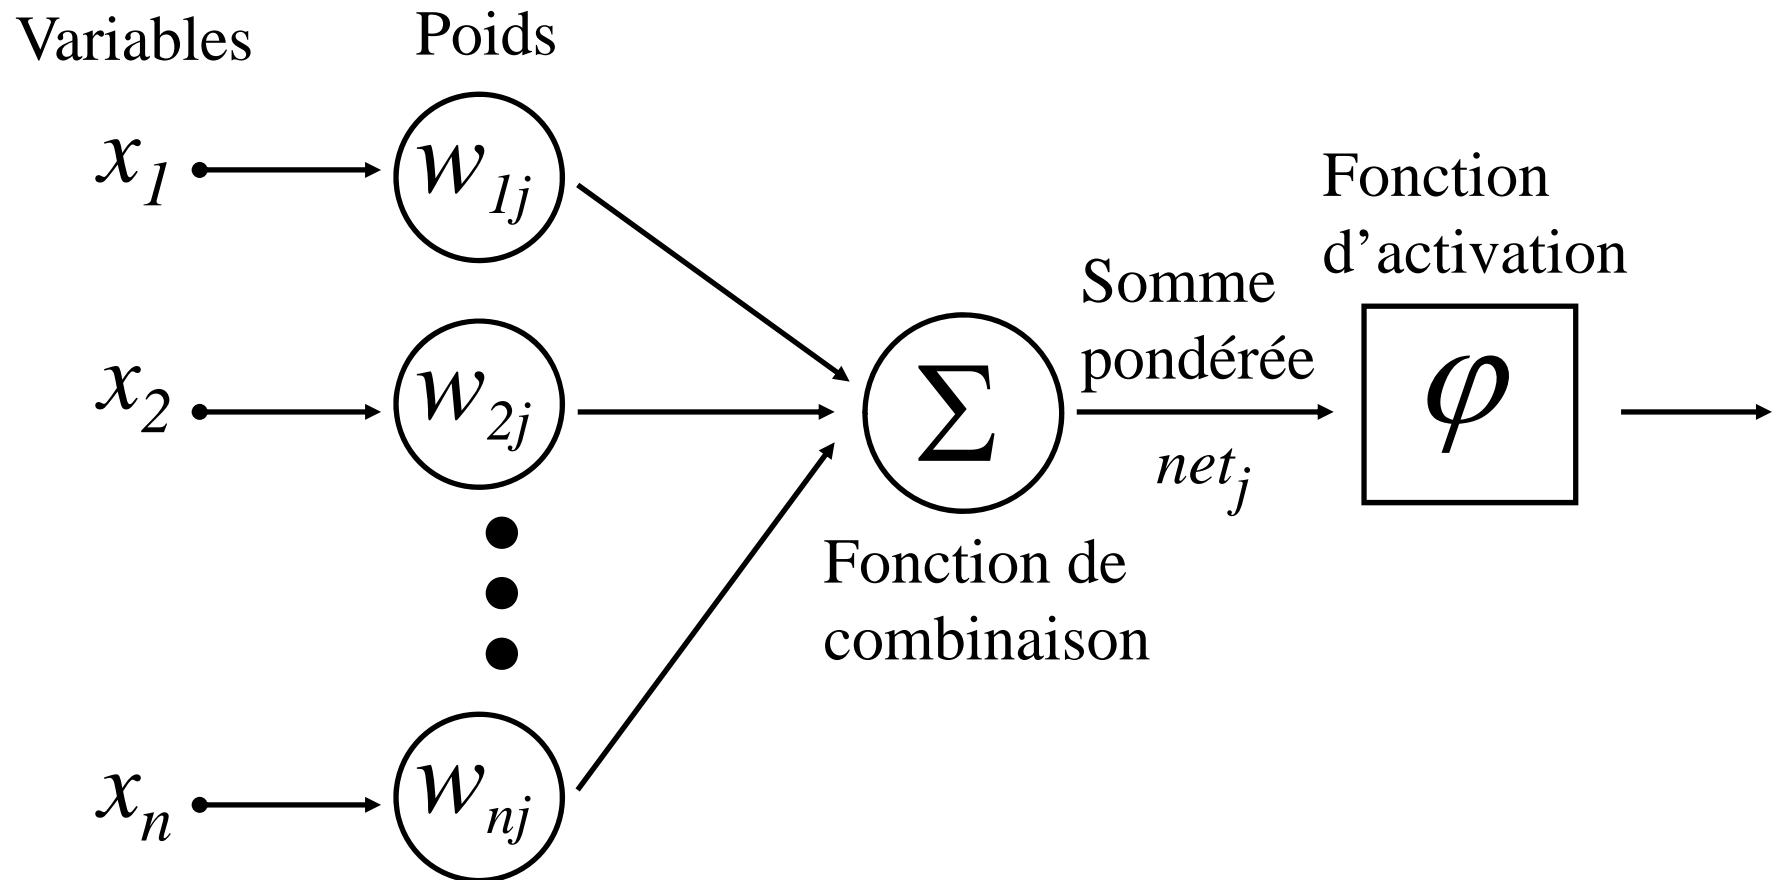 Variables
Poids
x1
w1j
x2
w2j
xn
wnj
Σ
Fonction de
combinaison
Somme
pondérée
netj
Fonction
d’activation
φ